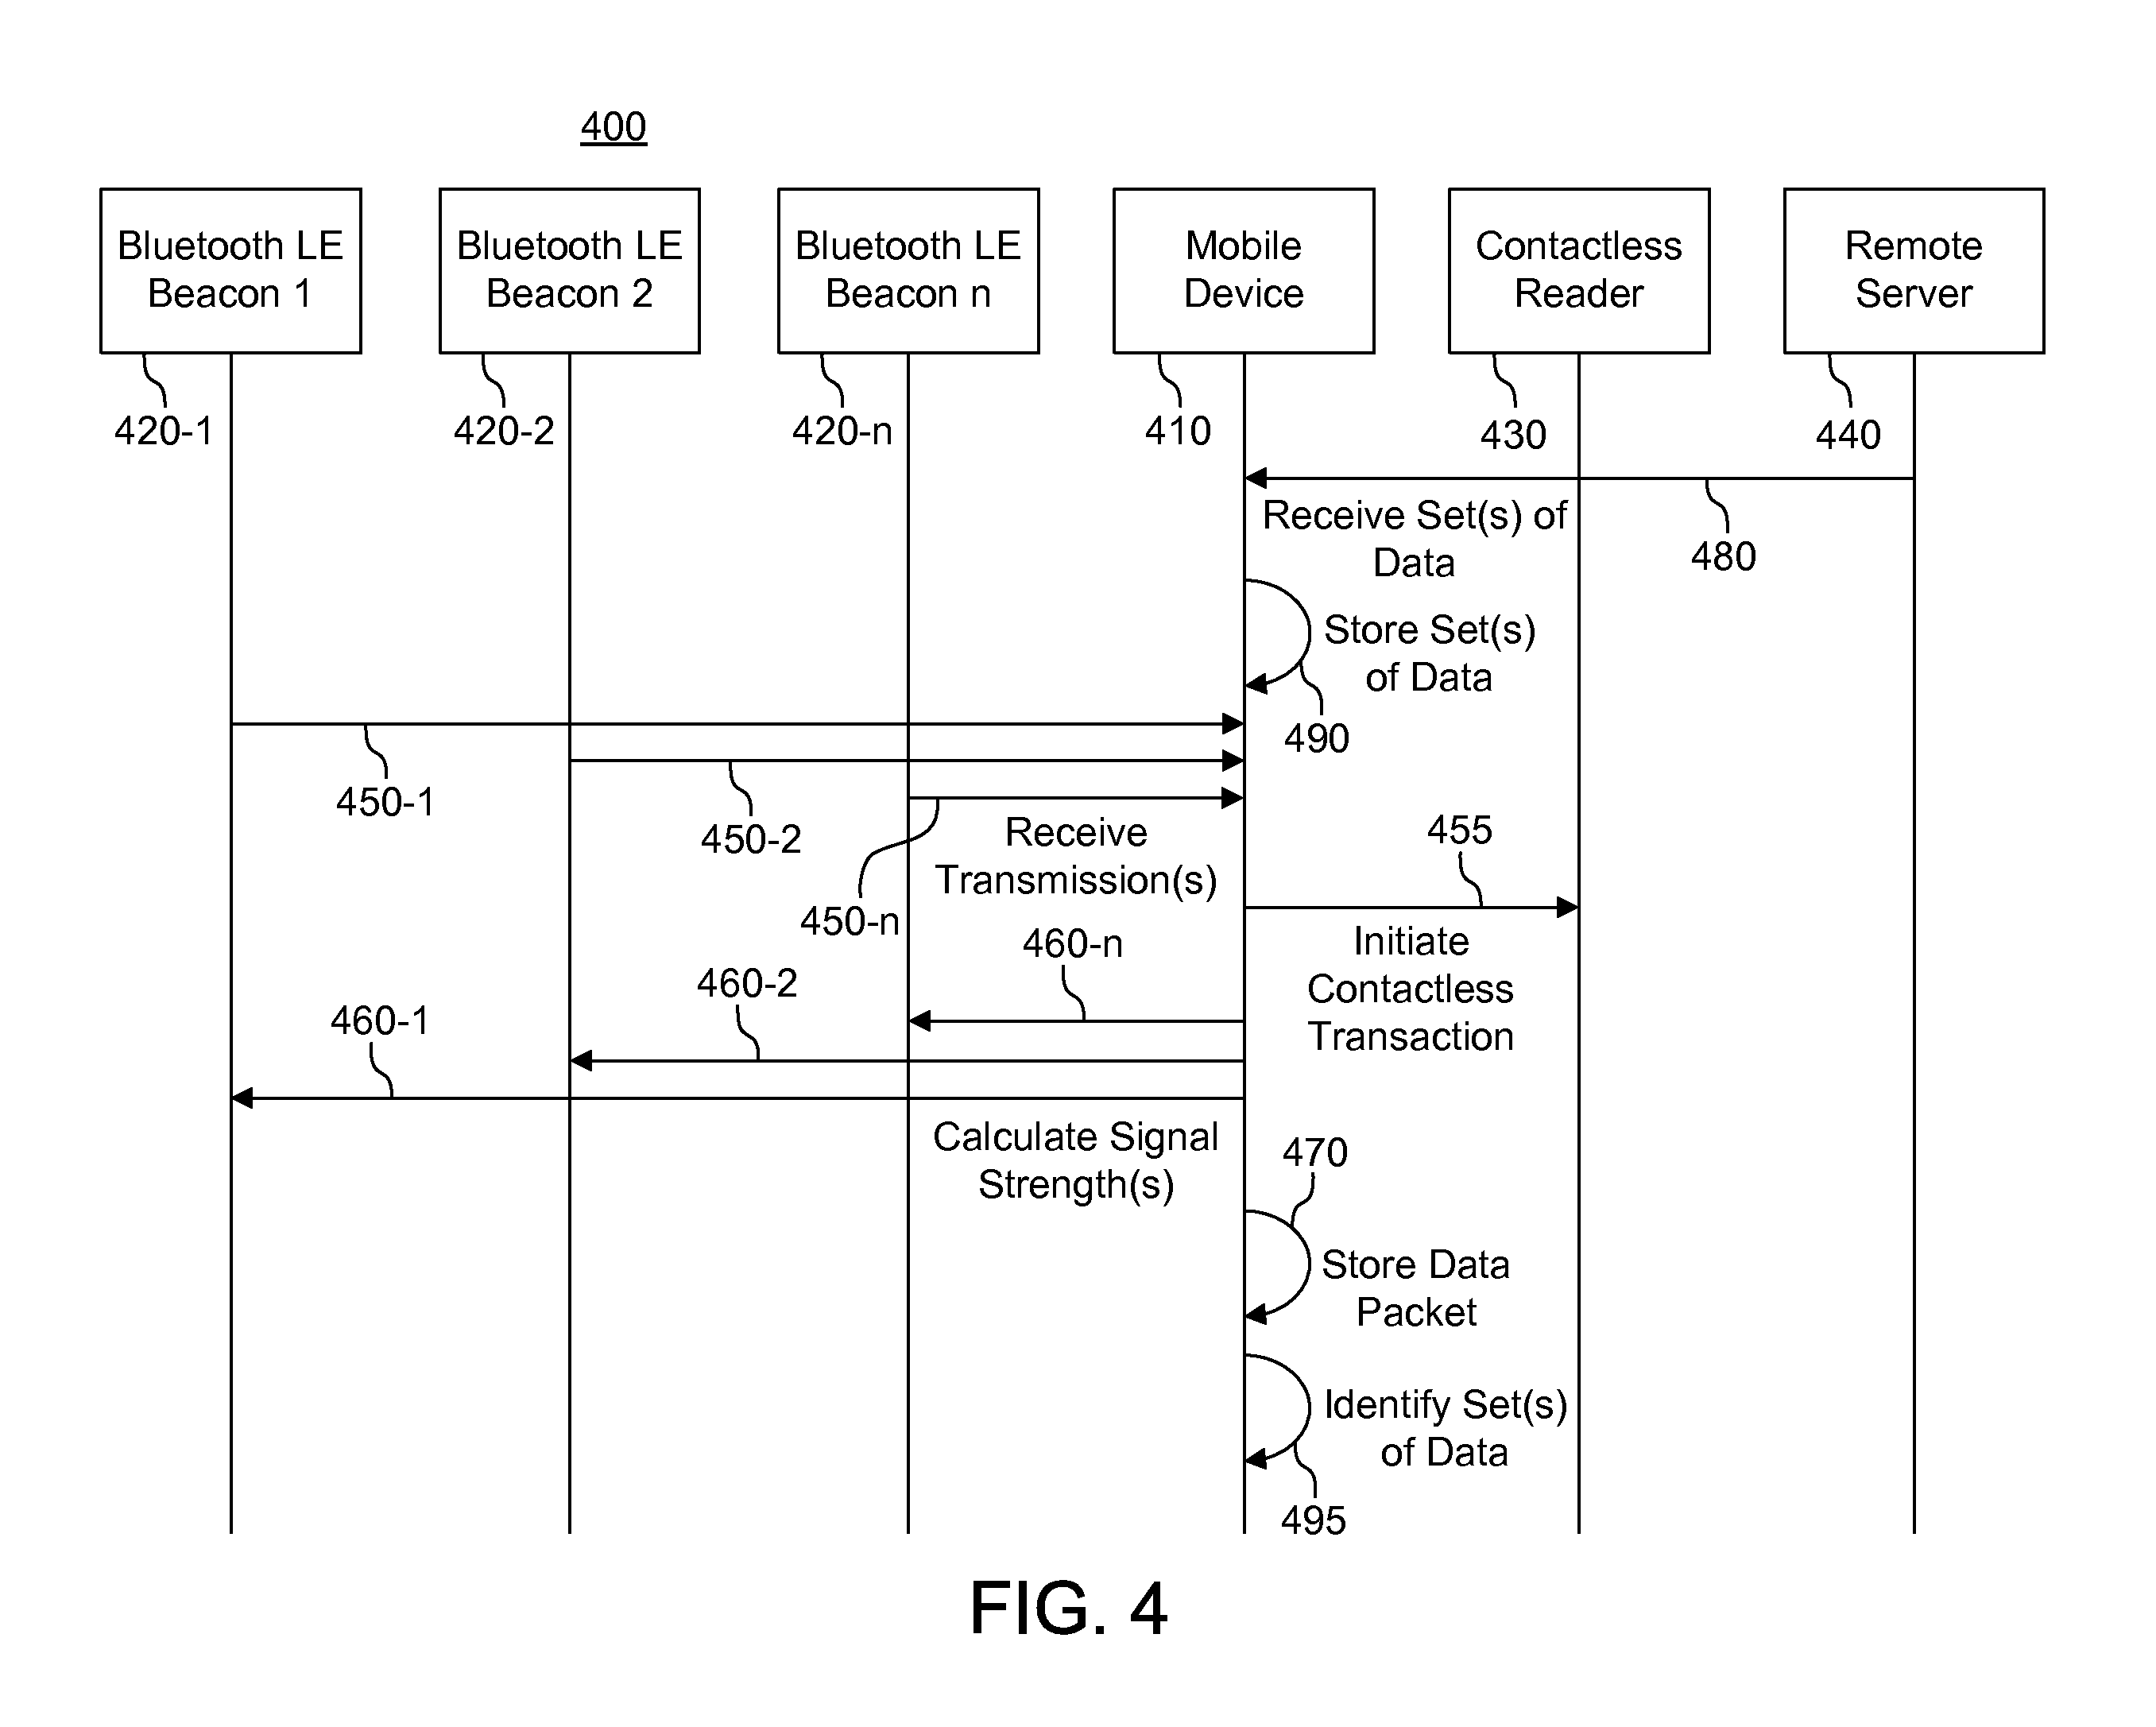 400
Bluetooth LE
Beacon 1
Bluetooth LE
Beacon 2
Bluetooth LE
Beacon n
Mobile
Device
Contactless
Reader
Remote
Server
420-1
420-2
420-n
410
430
440
Receive Set(s) of
Data
480
Store Set(s)
of Data
490
450-1
450-2
450-n
Receive
Transmission(s)
455
Initiate
Contactless
Transaction
460-n
460-2
460-1
Calculate Signal
Strength(s)
470
Store Data
Packet
Identify Set(s)
of Data
495
FIG. 4